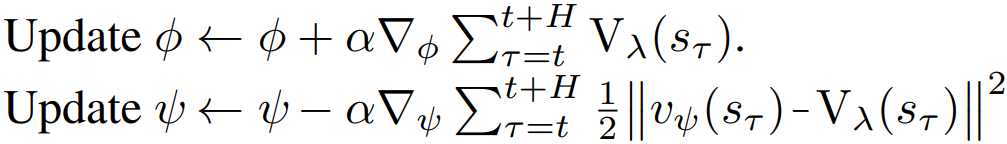 Update ϕ ← ϕ + α∇_ϕ ∑_{τ=t}^{t+H} V_λ(s_τ).
Update ψ ← ψ − α∇_ψ ∑_{τ=t}^{t+H} ½‖v_ψ(s_τ) - V_λ(s_τ)‖²